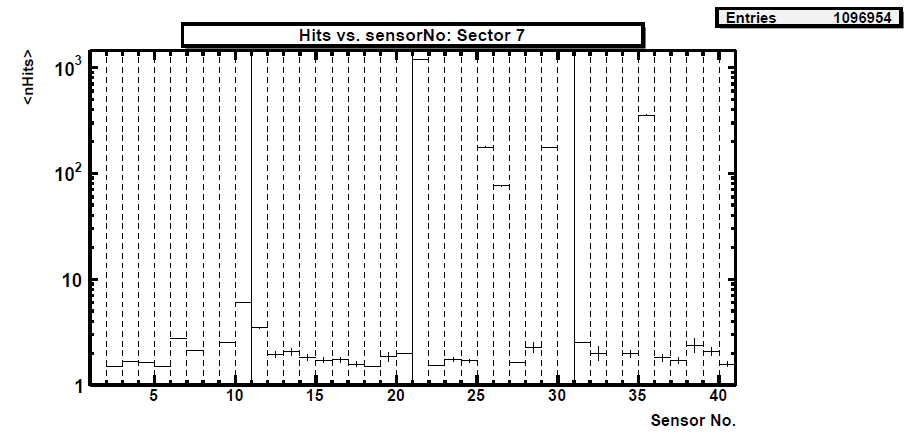 Entries 1096954
Hits vs. sensorNo: Sector 7
<nHits>
10³
10²
10
1
5 10 15 20 25 30 35 40
Sensor No.